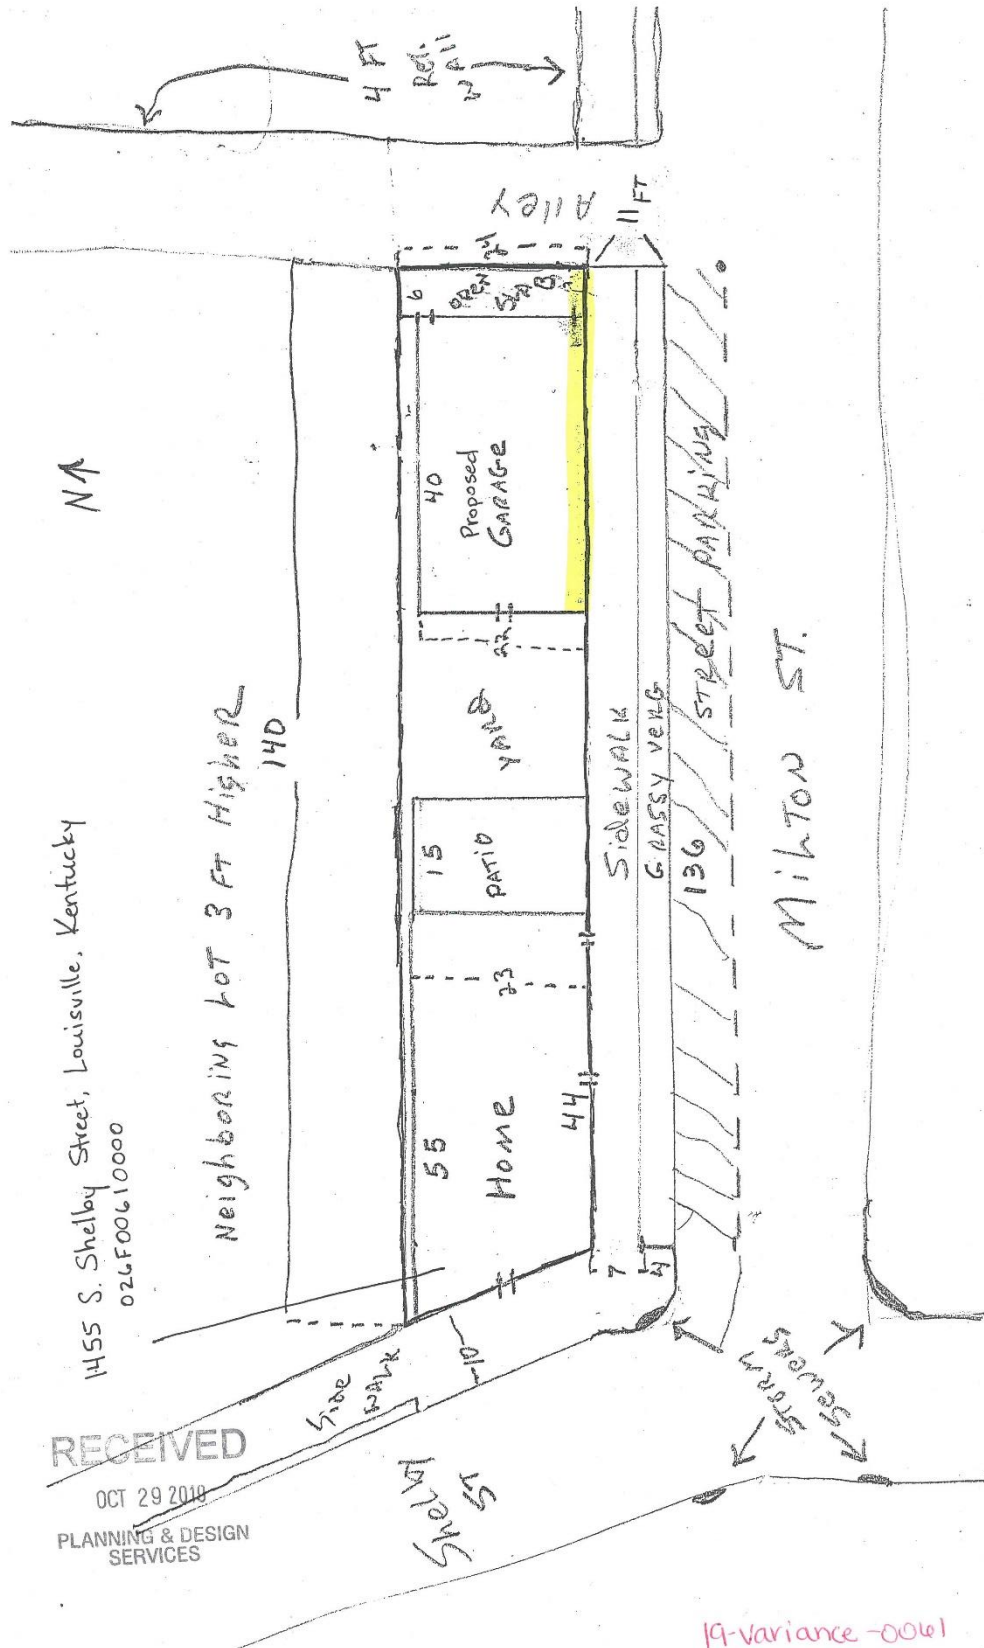 1455 S. Shelby Street, Louisville, Kentucky
026F00610000
N
Neighboring Lot 3 Ft Higher
140
4 FT
Ret.
Alley
11 FT
6
OPEN
40
Proposed
GARAGE
22
YARD
15
PATIO
23
55
Home
44
Sidewalk
GRASSY VERG
136
STREET PARKING
Milton ST.
7
4
10
Side
WALK
Shelby
ST
STORM
Sewers
RECEIVED
OCT 29 2019
PLANNING & DESIGN
SERVICES
19-variance-0061